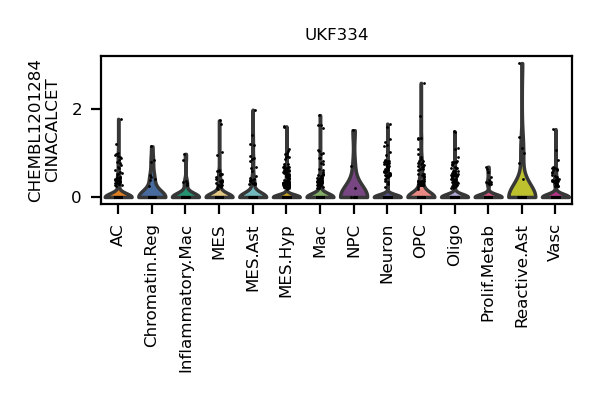 UKF334
CHEMBL1201284
CINACALCET
2
0
AC
Chromatin.Reg
Inflammatory.Mac
MES
MES.Ast
MES.Hyp
Mac
NPC
Neuron
OPC
Oligo
Prolif.Metab
Reactive.Ast
Vasc